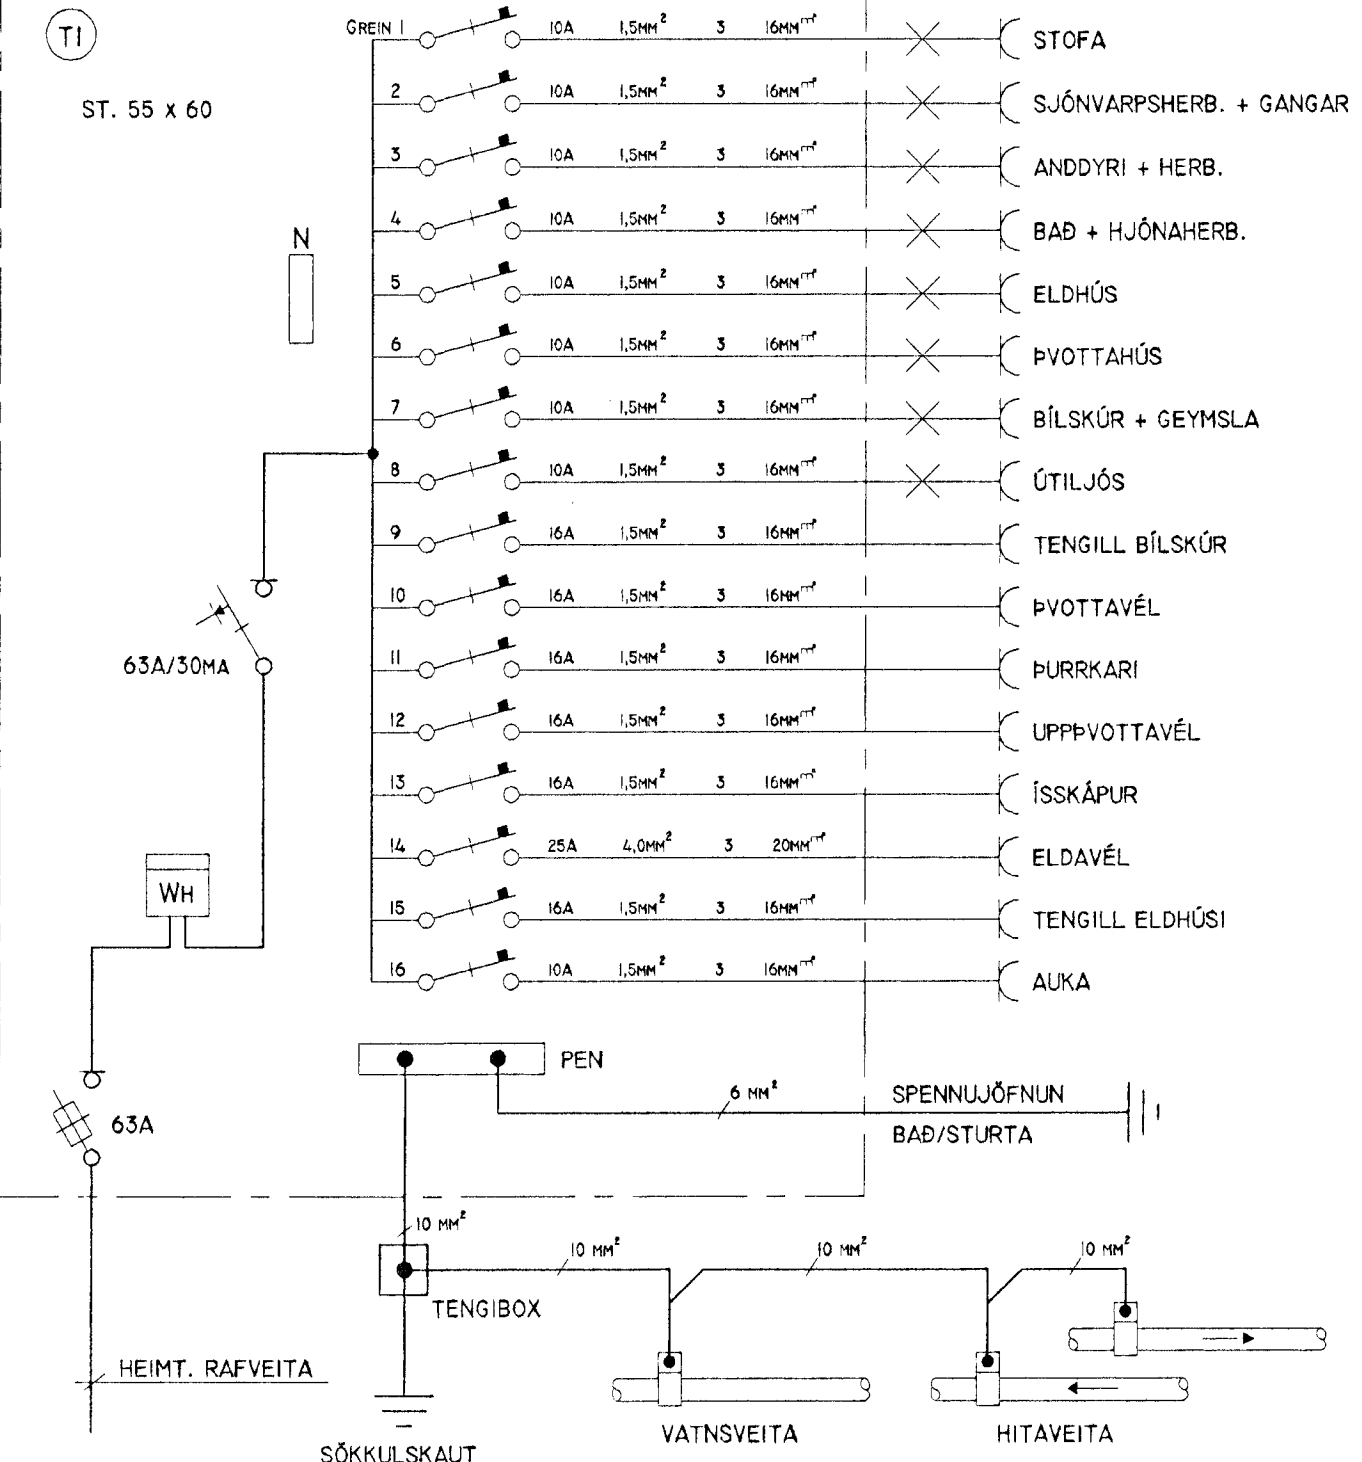 T1
ST. 55 X 60
GREIN 1 10A 1,5MM² 3 16MM STOFA
2 10A 1,5MM² 3 16MM SJÓNVARPSHERB. + GANGAR
3 10A 1,5MM² 3 16MM ANDDYRI + HERB.
4 10A 1,5MM² 3 16MM BAÐ + HJÓNAHERB.
N
5 10A 1,5MM² 3 16MM ELDHÚS
6 10A 1,5MM² 3 16MM ÞVOTTAHÚS
7 10A 1,5MM² 3 16MM BÍLSKÚR + GEYMSLA
8 10A 1,5MM² 3 16MM ÚTILJÓS
9 16A 1,5MM² 3 16MM TENGILL BÍLSKÚR
10 16A 1,5MM² 3 16MM ÞVOTTAVÉL
63A/30MA
11 16A 1,5MM² 3 16MM ÞURRKARI
12 16A 1,5MM² 3 16MM UPPÞVOTTAVÉL
13 16A 1,5MM² 3 16MM ÍSSKÁPUR
14 25A 4,0MM² 3 20MM ELDAVÉL
WH
15 16A 1,5MM² 3 16MM TENGILL ELDHÚSI
16 10A 1,5MM² 3 16MM AUKA
PEN
6 MM² SPENNUJÖFNUN
BAÐ/STURTA
63A
10 MM²
10 MM² 10 MM² 10 MM²
TENGIBOX
HEIMT. RAFVEITA
VATNSVEITA HITAVEITA
SÖKKULSKAUT